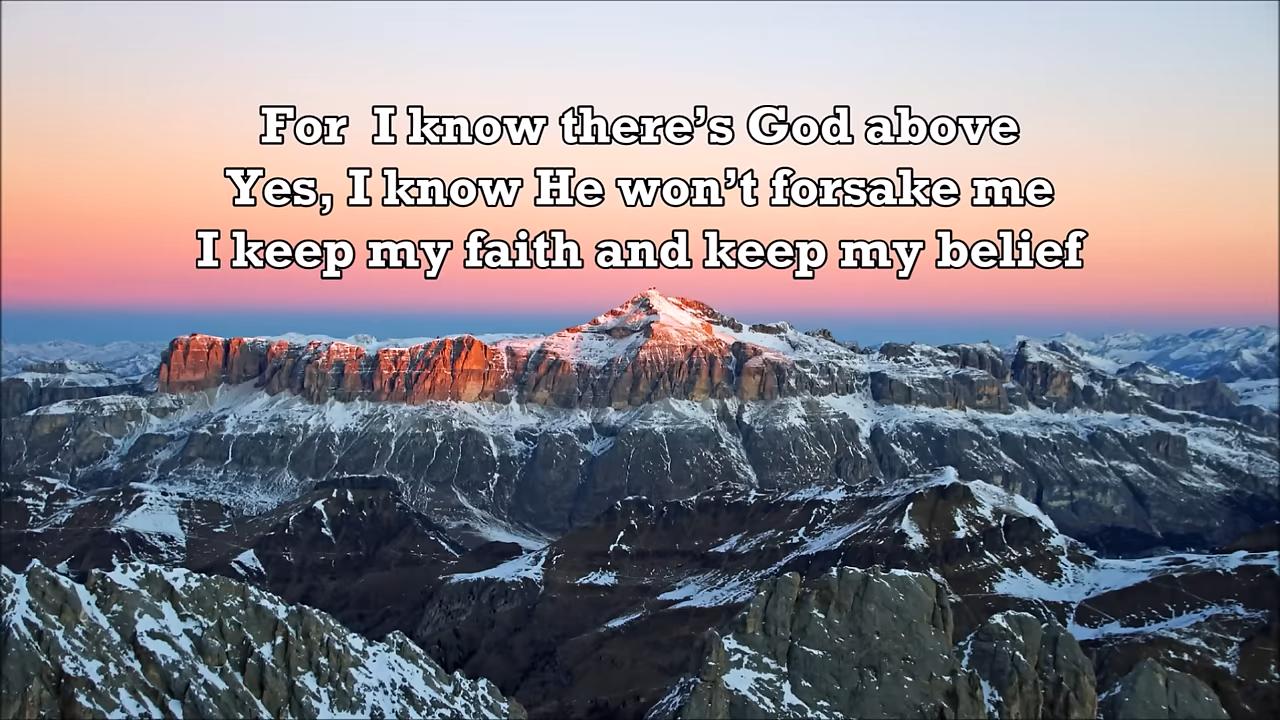 For  I know there’s God above
Yes, I know He won’t forsake me
I keep my faith and keep my belief